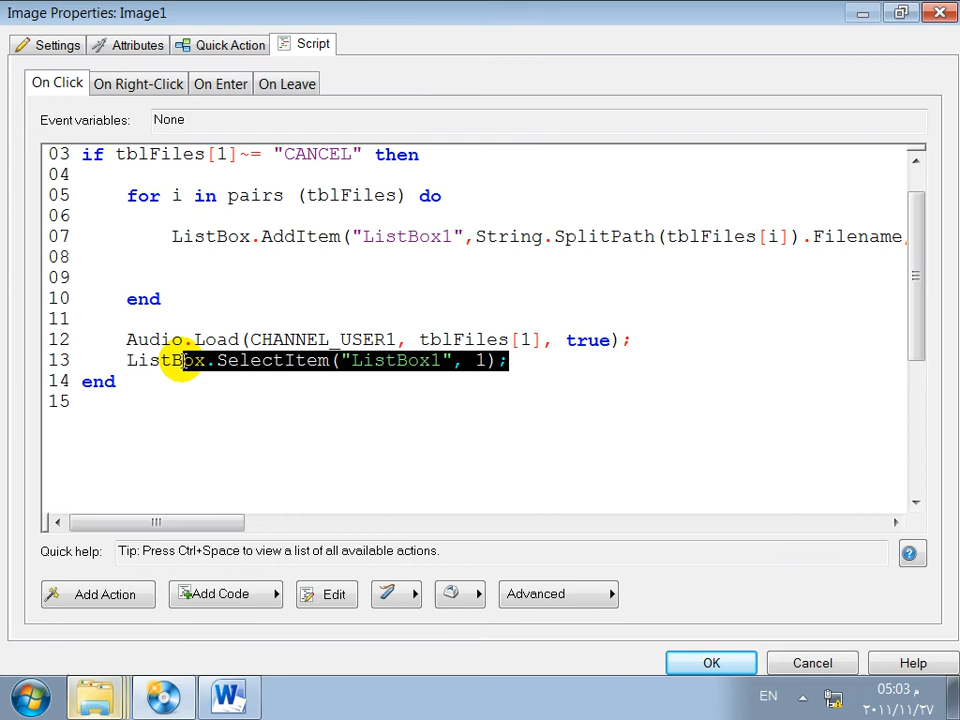 Image Properties: Image1
Settings Attributes Quick Action Script
On Click On Right-Click On Enter On Leave
Event variables: None
03 if tblFiles[1]~= "CANCEL" then
04
05 for i in pairs (tblFiles) do
06
07 ListBox.AddItem("ListBox1",String.SplitPath(tblFiles[i]).Filename,
08
09
10 end
11
12 Audio.Load(CHANNEL_USER1, tblFiles[1], true);
13 ListBox.SelectItem("ListBox1", 1);
14 end
15
Quick help: Tip: Press Ctrl+Space to view a list of all available actions.
Add Action Add Code Edit Advanced
OK Cancel Help
EN 05:03 م
٢٠١١/١١/٢٧